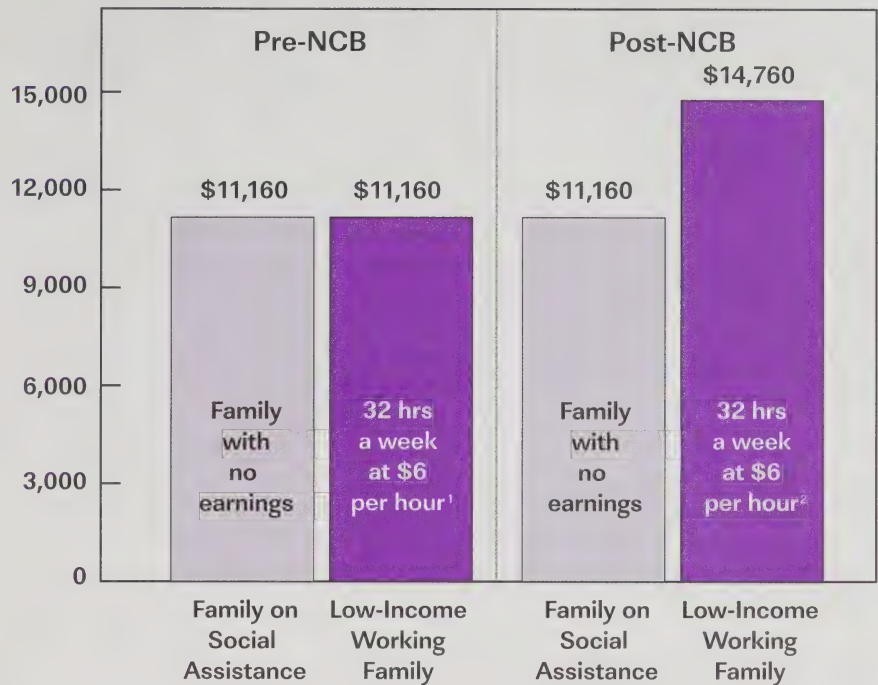 Pre-NCB
Post-NCB
$14,760
15,000
12,000
$11,160
$11,160
$11,160
9,000
6,000
3,000
0
Family
with
no
earnings
32 hrs
a week
at $6
per hour¹
Family
with
no
earnings
32 hrs
a week
at $6
per hour²
Family on
Social
Assistance
Low-Income
Working
Family
Family on
Social
Assistance
Low-Income
Working
Family